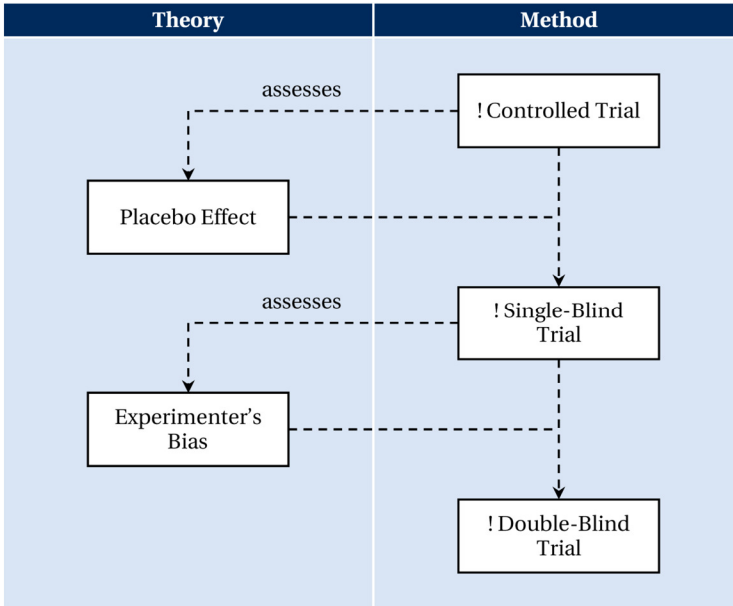 Theory
Method
assesses
! Controlled Trial
Placebo Effect
assesses
! Single-Blind
Trial
Experimenter’s
Bias
! Double-Blind
Trial